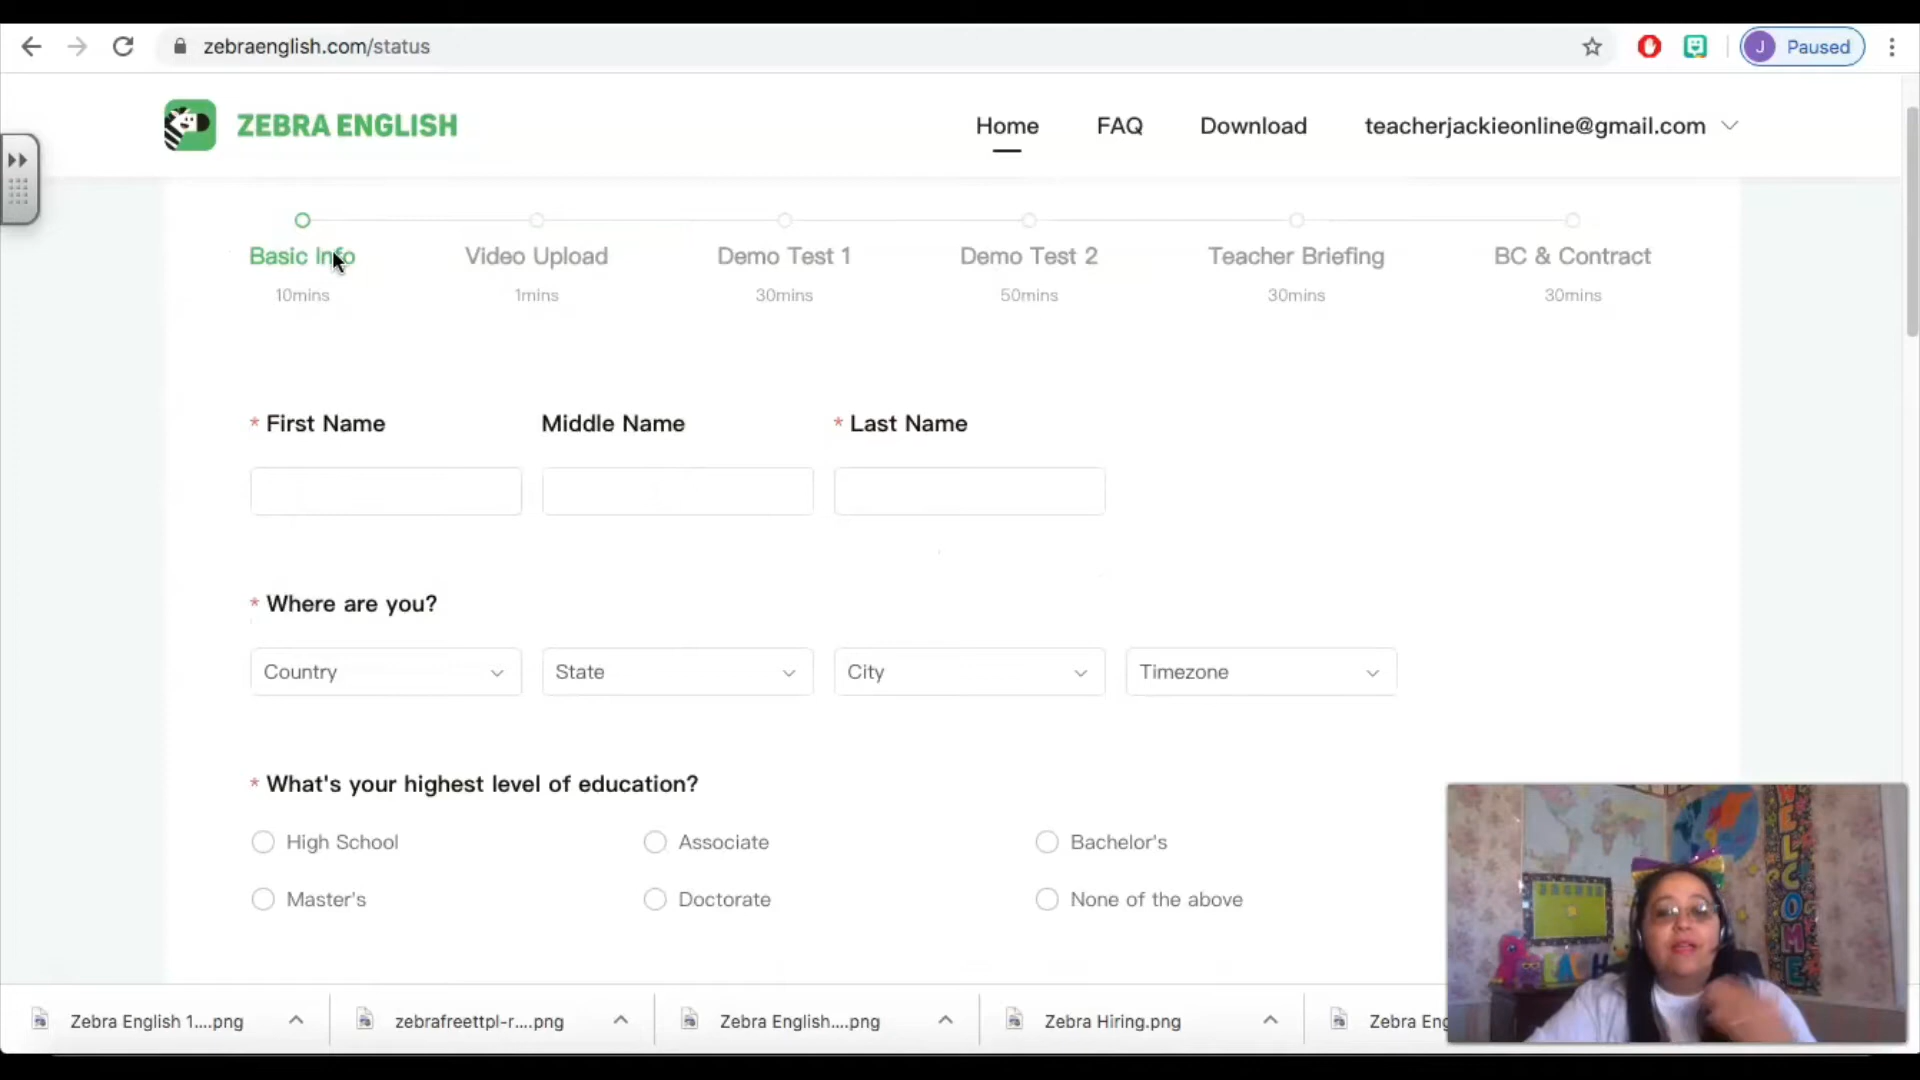 zebraenglish.com/status
J Paused
ZEBRA ENGLISH
Home FAQ Download teacherjackieonline@gmail.com
Basic Info Video Upload Demo Test 1 Demo Test 2 Teacher Briefing BC & Contract
10mins 1mins 30mins 50mins 30mins 30mins
* First Name Middle Name * Last Name
* Where are you?
Country State City Timezone
* What's your highest level of education?
High School Associate Bachelor's
Master's Doctorate None of the above
WELCOME
Zebra English 1....png zebrafreettpl-r....png Zebra English....png Zebra Hiring.png Zebra Eng